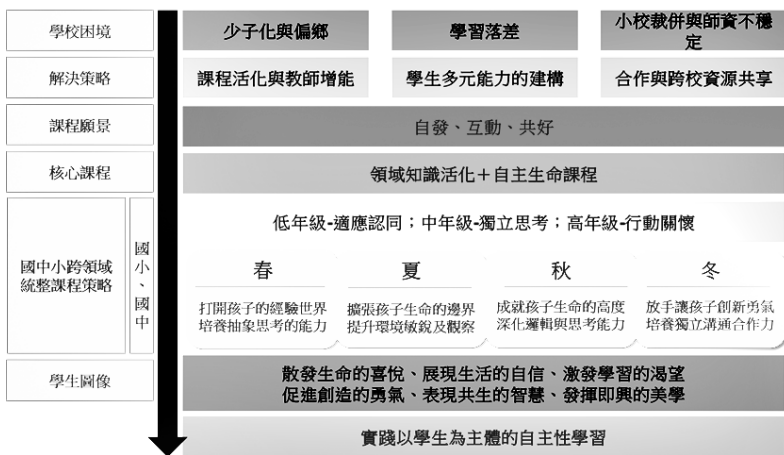 學校困境
少子化與偏鄉
學習落差
小校裁併與師資不穩
定
解決策略
課程活化與教師增能
學生多元能力的建構
合作與跨校資源共享
課程願景
自發、互動、共好
核心課程
領域知識活化＋自主生命課程
國中小跨領域
統整課程策略
國小、國中
低年級-適應認同；中年級-獨立思考；高年級-行動關懷
春
打開孩子的經驗世界
培養抽象思考的能力
夏
擴張孩子生命的邊界
提升環境敏銳及觀察
秋
成就孩子生命的高度
深化邏輯與思考能力
冬
放手讓孩子創新勇氣
培養獨立溝通合作力
學生圖像
散發生命的喜悅、展現生活的自信、激發學習的渴望
促進創造的勇氣、表現共生的智慧、發揮即興的美學
實踐以學生為主體的自主性學習